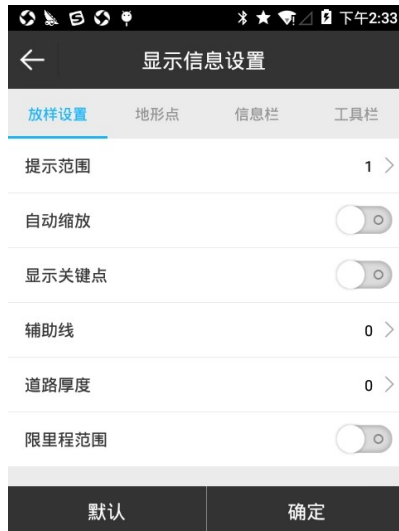 下午2:33
显示信息设置
放样设置 地形点 信息栏 工具栏
提示范围 1
自动缩放
显示关键点
辅助线 0
道路厚度 0
限里程范围
默认 确定